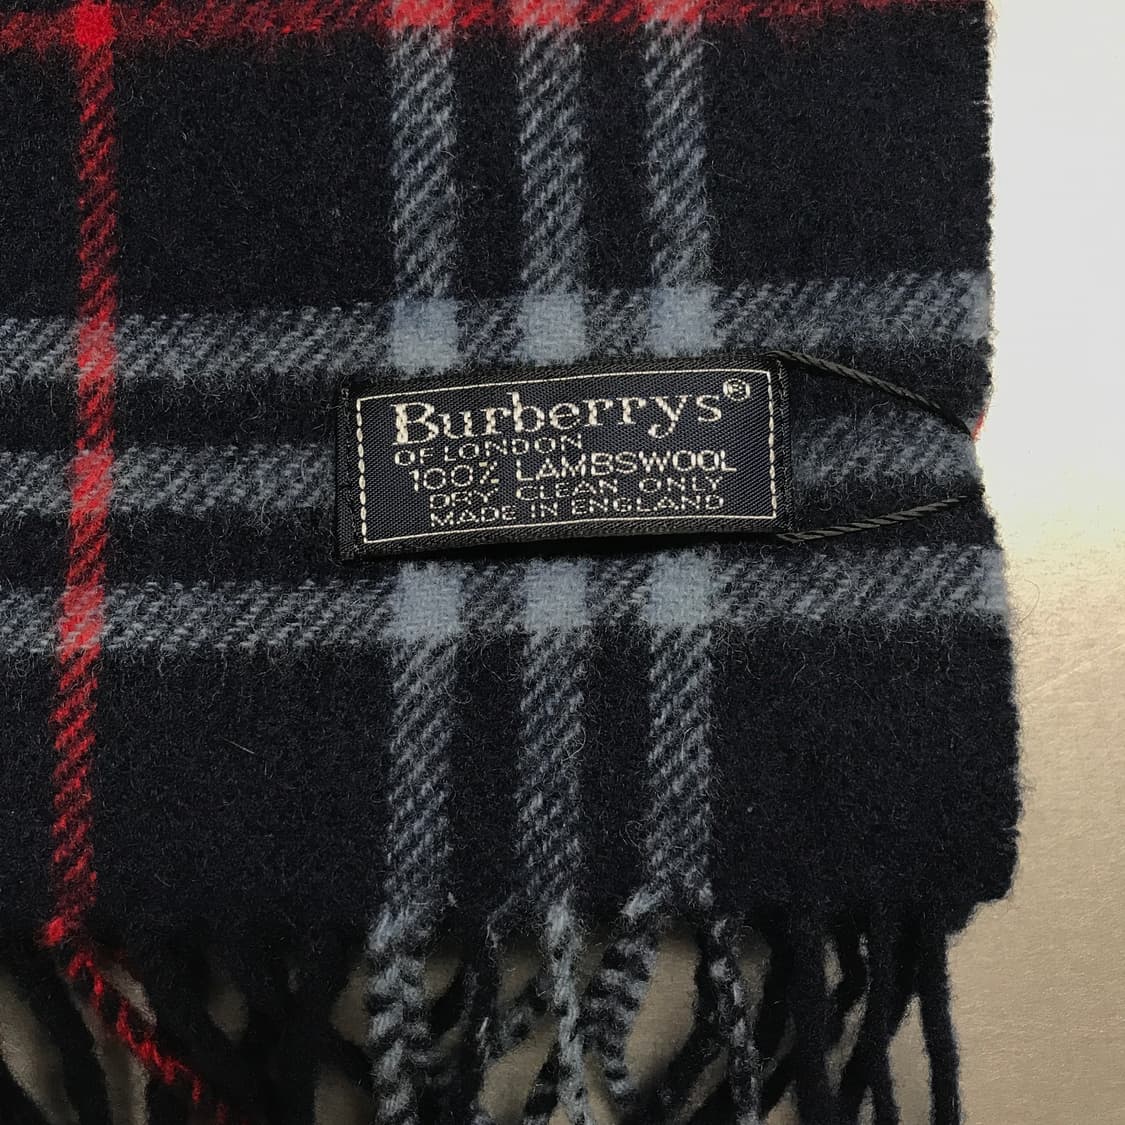 Burberrys®
OF LONDON
100% LAMBSWOOL
DRY CLEAN ONLY
MADE IN ENGLAND